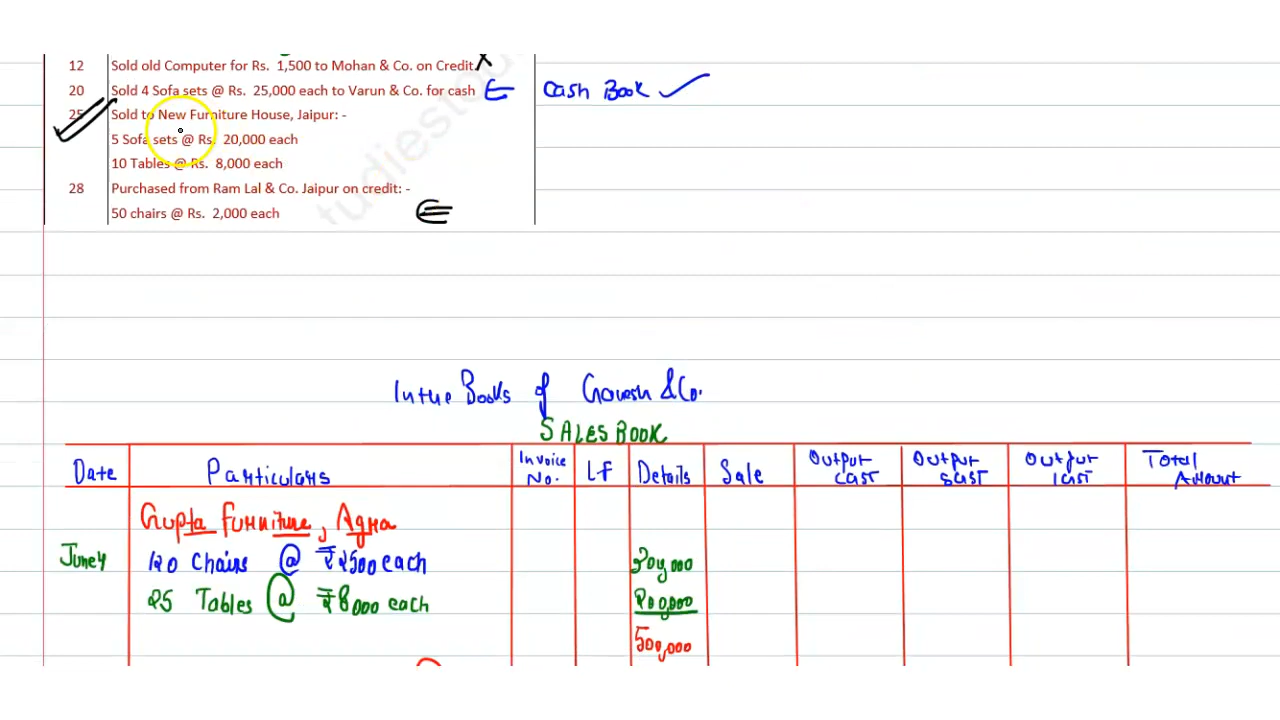 12 Sold old Computer for Rs. 1,500 to Mohan & Co. on Credit X
20 Sold 4 Sofa sets @ Rs. 25,000 each to Varun & Co. for cash Cash Book ✓
25 Sold to New Furniture House, Jaipur: -
5 Sofa sets @ Rs. 20,000 each
10 Tables @ Rs. 8,000 each
28 Purchased from Ram Lal & Co. Jaipur on credit: -
50 chairs @ Rs. 2,000 each
In the Books of & Co.
SALES BOOK
Date Particulars Invoice No. LF Details Sale Output CGST Output SGST Output IGST Total Amount
Gupta Furniture, Agra
June 4 120 Chairs @ ₹2500 each 300,000
25 Tables @ ₹8000 each 200,000
500,000